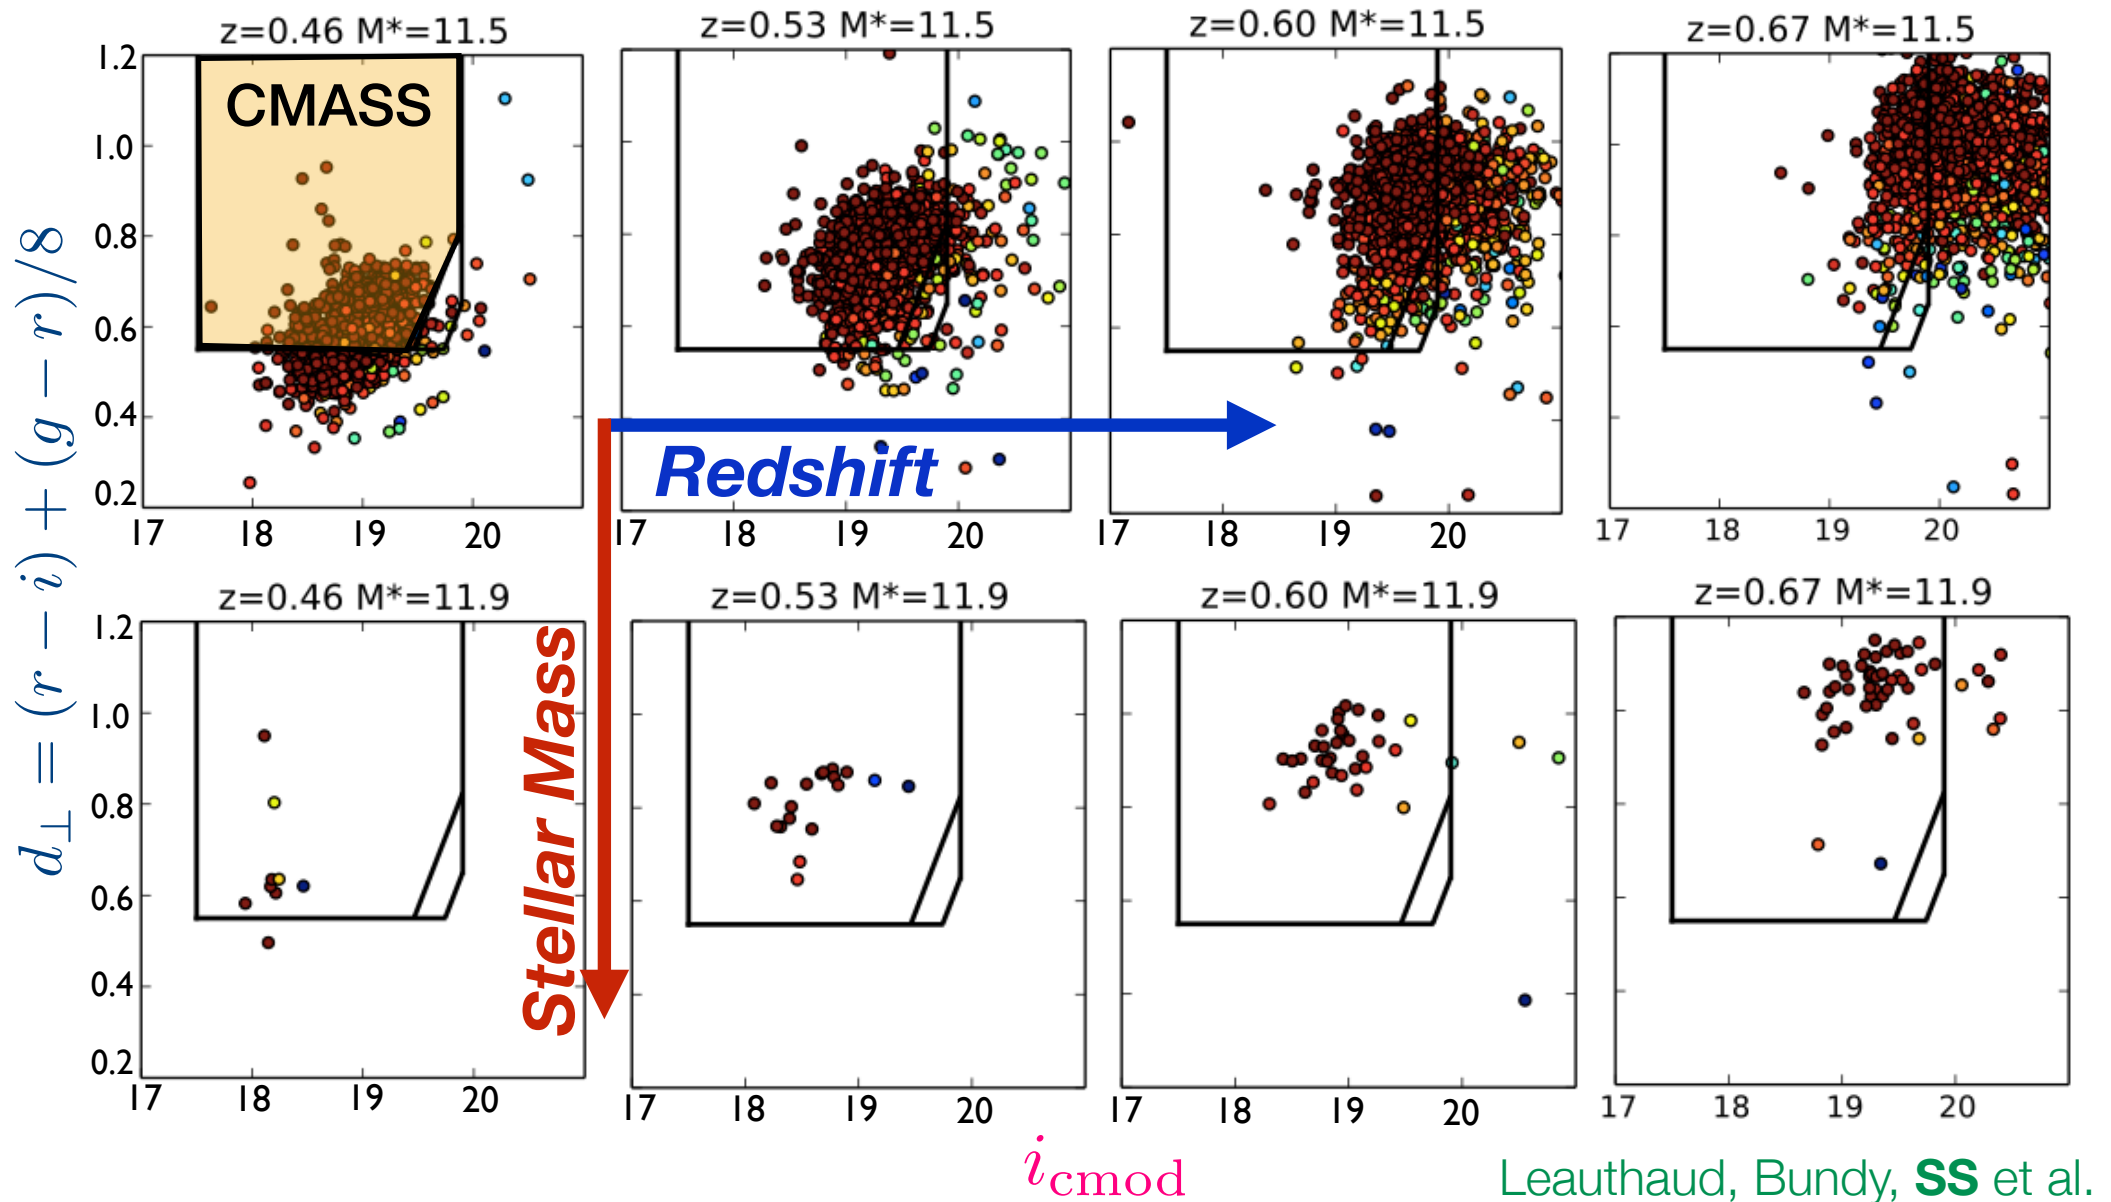 z=0.46 M*=11.5
z=0.53 M*=11.5
z=0.60 M*=11.5
z=0.67 M*=11.5
CMASS
1.2
1.0
0.8
0.6
0.4
0.2
17 18 19 20
17 18 19 20
17 18 19 20
17 18 19 20
d⊥ = (r − i) + (g − r)/8
Redshift
Stellar Mass
z=0.46 M*=11.9
z=0.53 M*=11.9
z=0.60 M*=11.9
z=0.67 M*=11.9
1.2
1.0
0.8
0.6
0.4
0.2
17 18 19 20
17 18 19 20
17 18 19 20
17 18 19 20
i_cmod
Leauthaud, Bundy, SS et al.